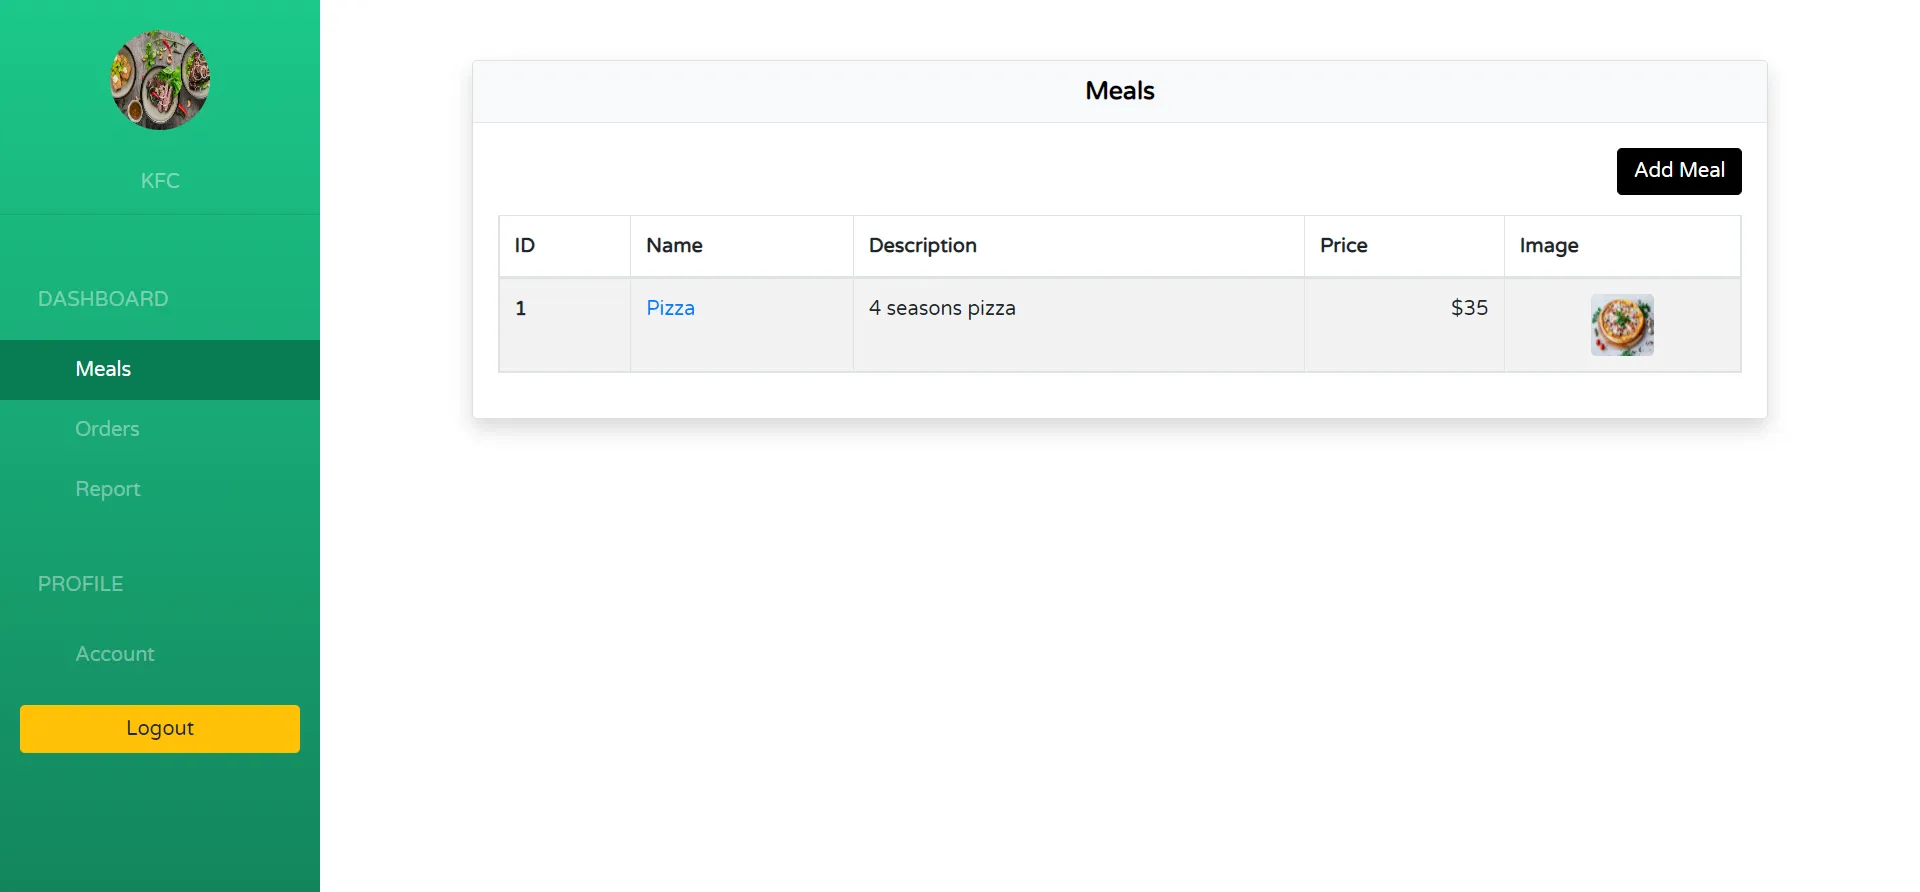 KFC
DASHBOARD
Meals
Orders
Report
PROFILE
Account
Logout
Meals
Add Meal
ID Name Description Price Image
1 Pizza 4 seasons pizza $35